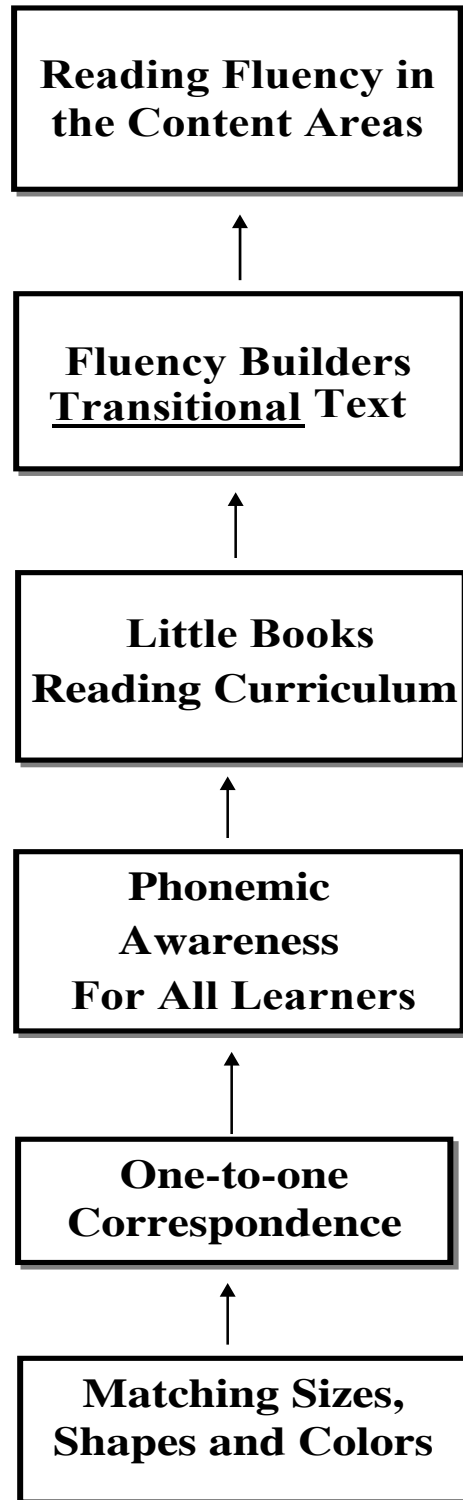 Reading Fluency in
the Content Areas
Fluency Builders
Transitional Text
Little Books
Reading Curriculum
Phonemic
Awareness
For All Learners
One-to-one
Correspondence
Matching Sizes,
Shapes and Colors